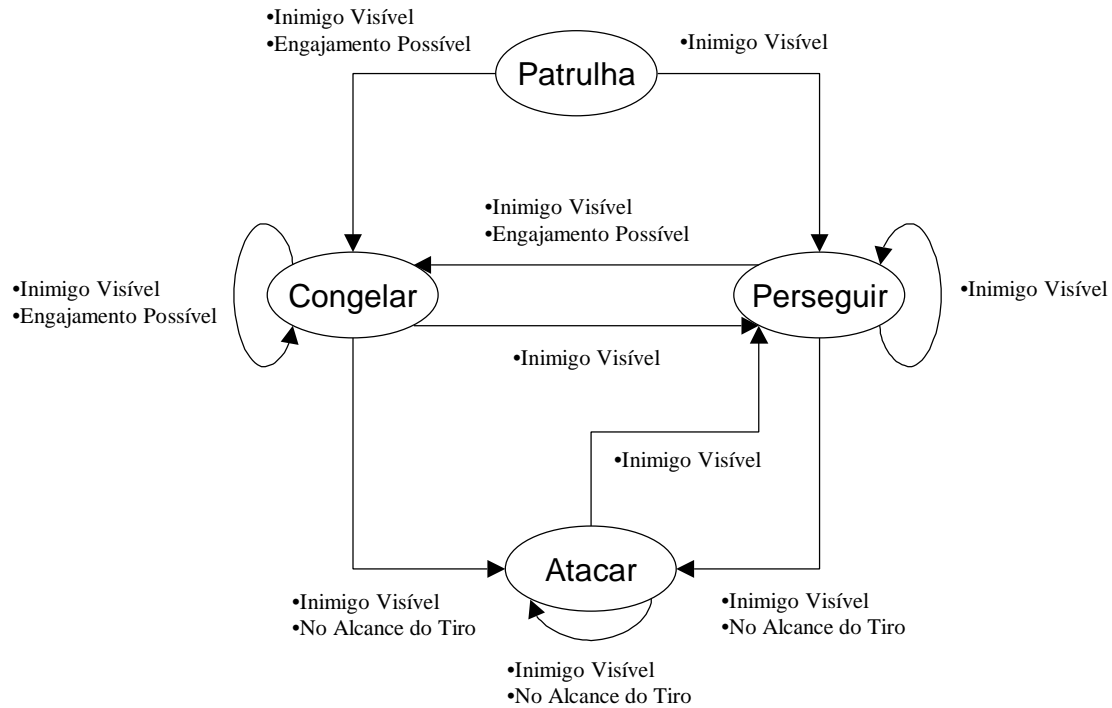 •Inimigo Visível
•Engajamento Possível
•Inimigo Visível
Patrulha
•Inimigo Visível
•Engajamento Possível
•Inimigo Visível
•Engajamento Possível
Congelar
Perseguir
•Inimigo Visível
•Inimigo Visível
•Inimigo Visível
Atacar
•Inimigo Visível
•No Alcance do Tiro
•Inimigo Visível
•No Alcance do Tiro
•Inimigo Visível
•No Alcance do Tiro